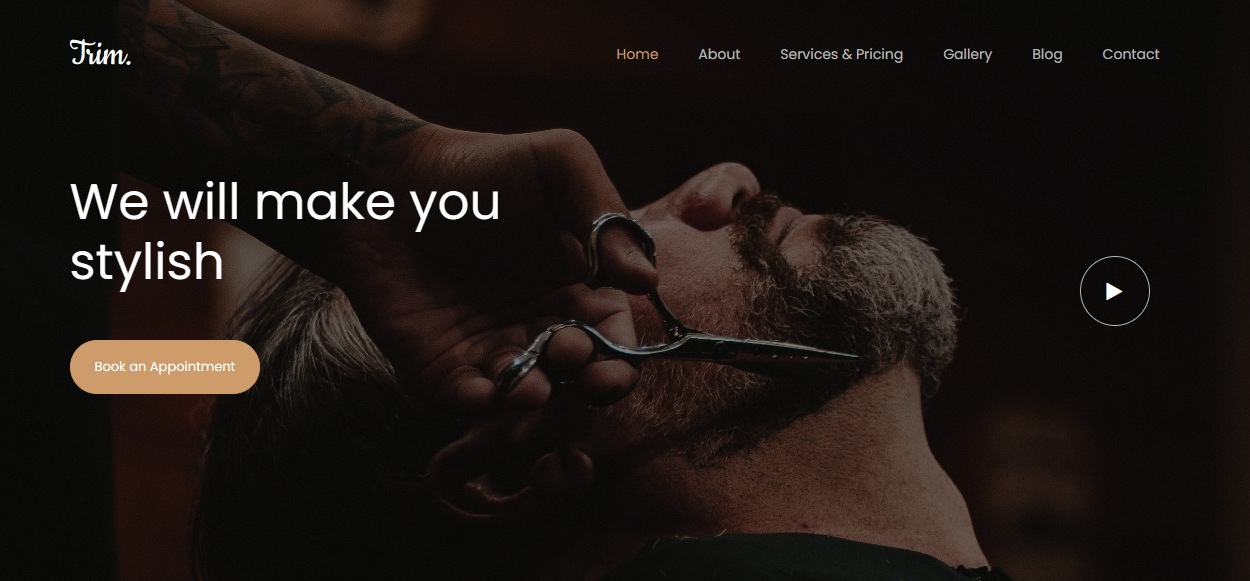 Trim.
Home About Services & Pricing Gallery Blog Contact
We will make you
stylish
Book an Appointment